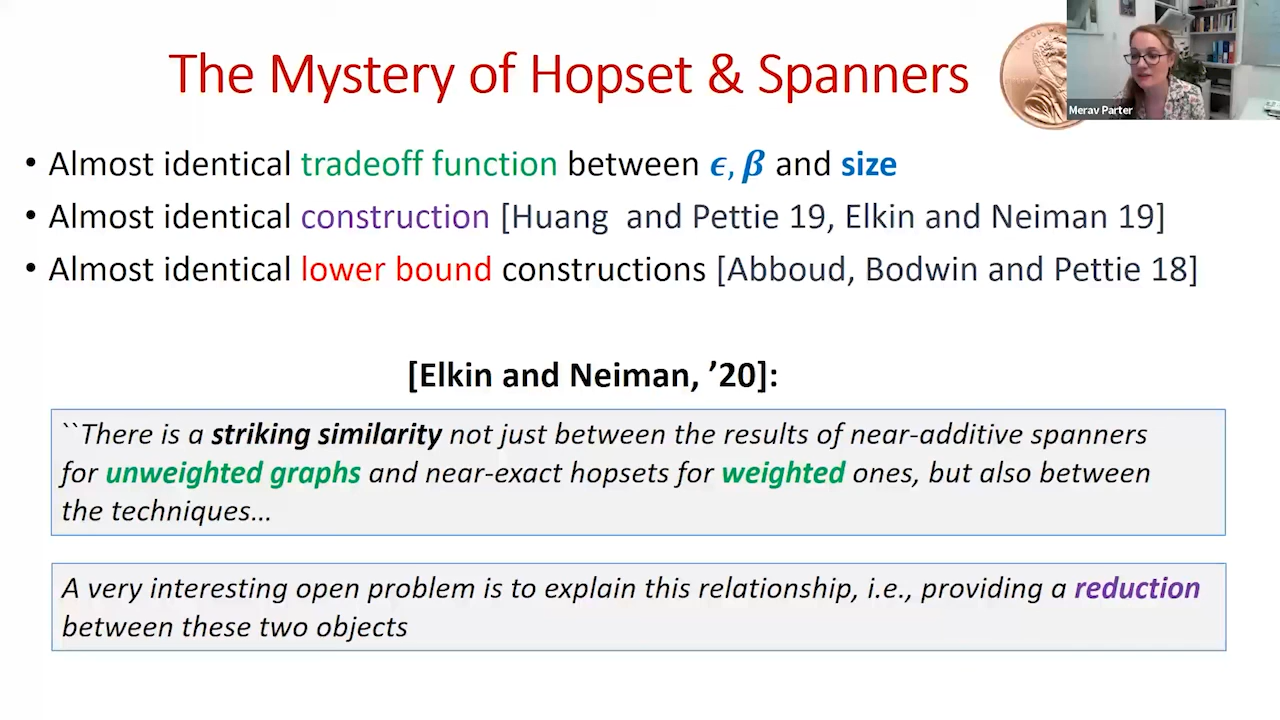 The Mystery of Hopset & Spanners
Merav Parter
• Almost identical tradeoff function between ϵ, β and size
• Almost identical construction [Huang and Pettie 19, Elkin and Neiman 19]
• Almost identical lower bound constructions [Abboud, Bodwin and Pettie 18]
[Elkin and Neiman, ’20]:
``There is a striking similarity not just between the results of near-additive spanners
for unweighted graphs and near-exact hopsets for weighted ones, but also between
the techniques…
A very interesting open problem is to explain this relationship, i.e., providing a reduction
between these two objects